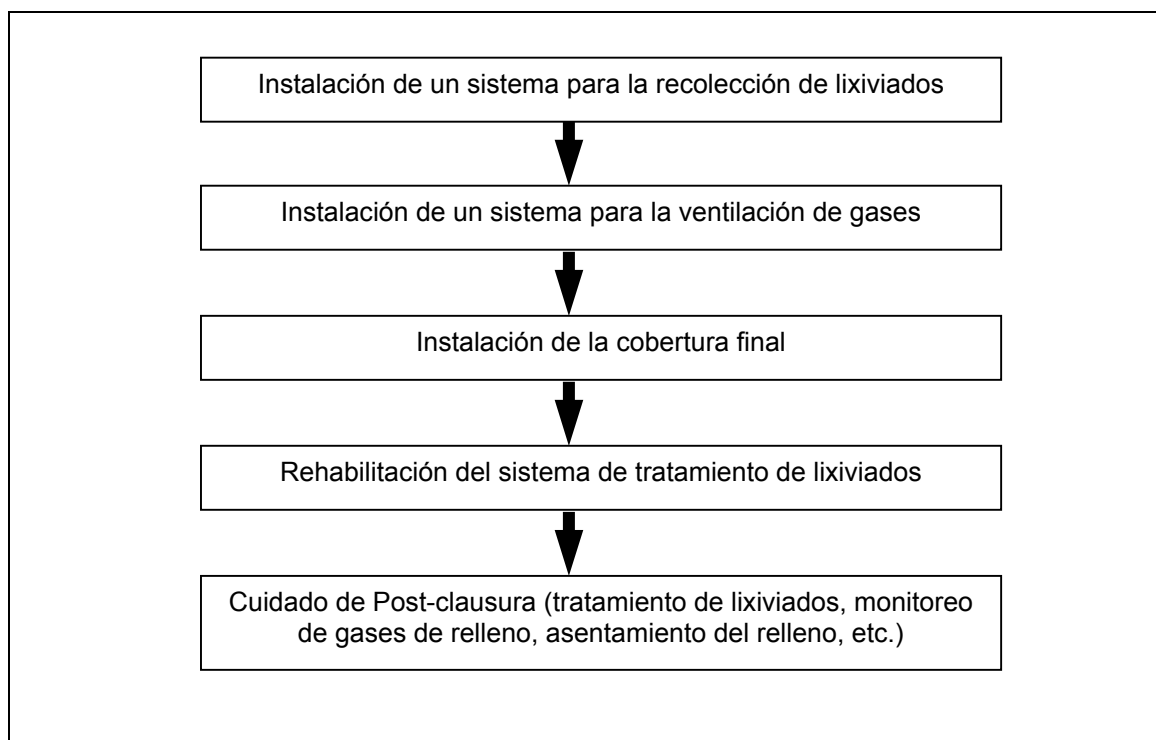 Instalación de un sistema para la recolección de lixiviados
Instalación de un sistema para la ventilación de gases
Instalación de la cobertura final
Rehabilitación del sistema de tratamiento de lixiviados
Cuidado de Post-clausura (tratamiento de lixiviados, monitoreo
de gases de relleno, asentamiento del relleno, etc.)